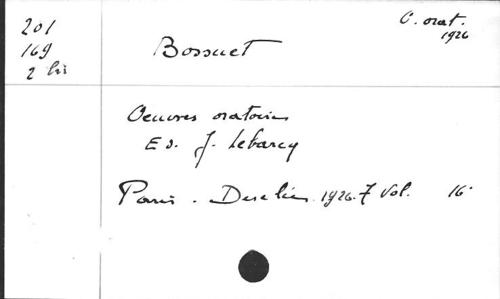 201
169
2 bis
O. orat.
1926
Bossuet
Oeuvres oratoires
Ed. J. Lebarcq
Paris. Desclée. 1926. 7 vol. 16°